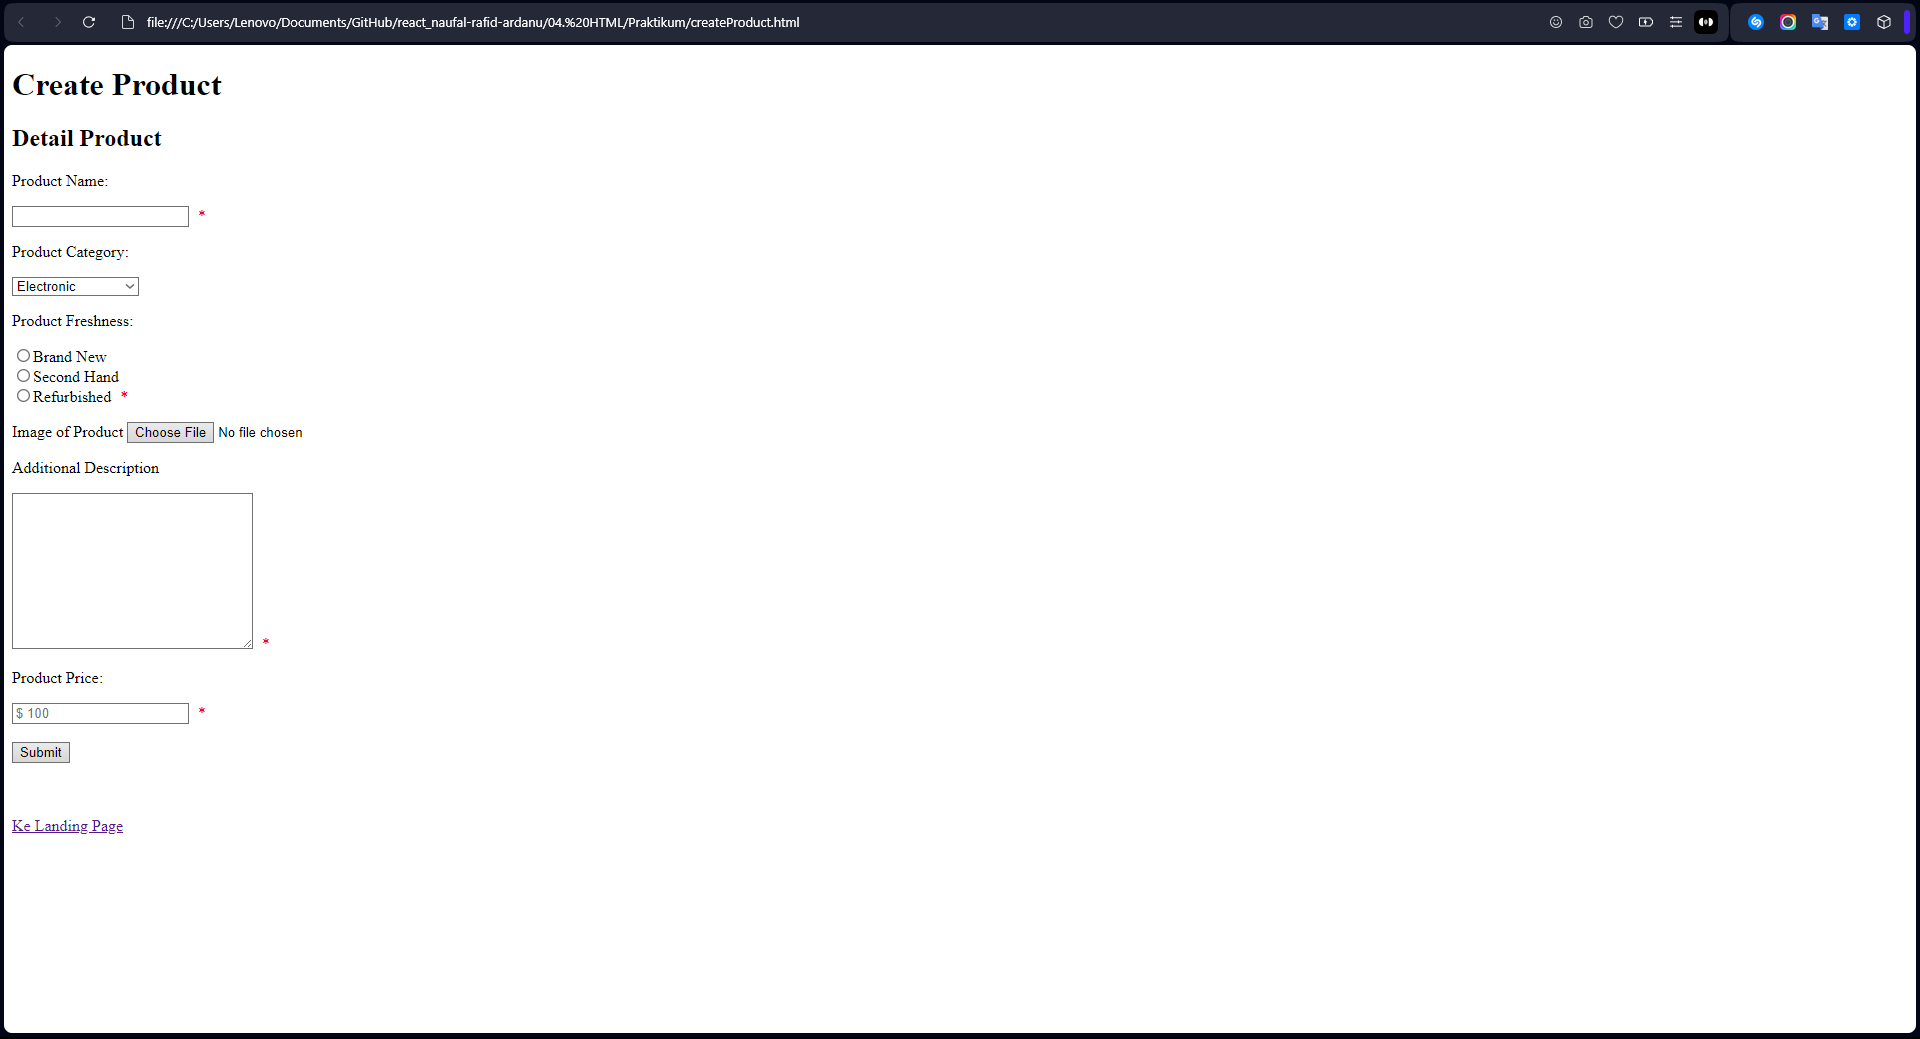 file:///C:/Users/Lenovo/Documents/GitHub/react_naufal-rafid-ardanu/04.%20HTML/Praktikum/createProduct.html
Create Product
Detail Product
Product Name:
*
Product Category:
Electronic
Product Freshness:
Brand New
Second Hand
Refurbished *
Image of Product Choose File No file chosen
Additional Description
*
Product Price:
$ 100 *
Submit
Ke Landing Page